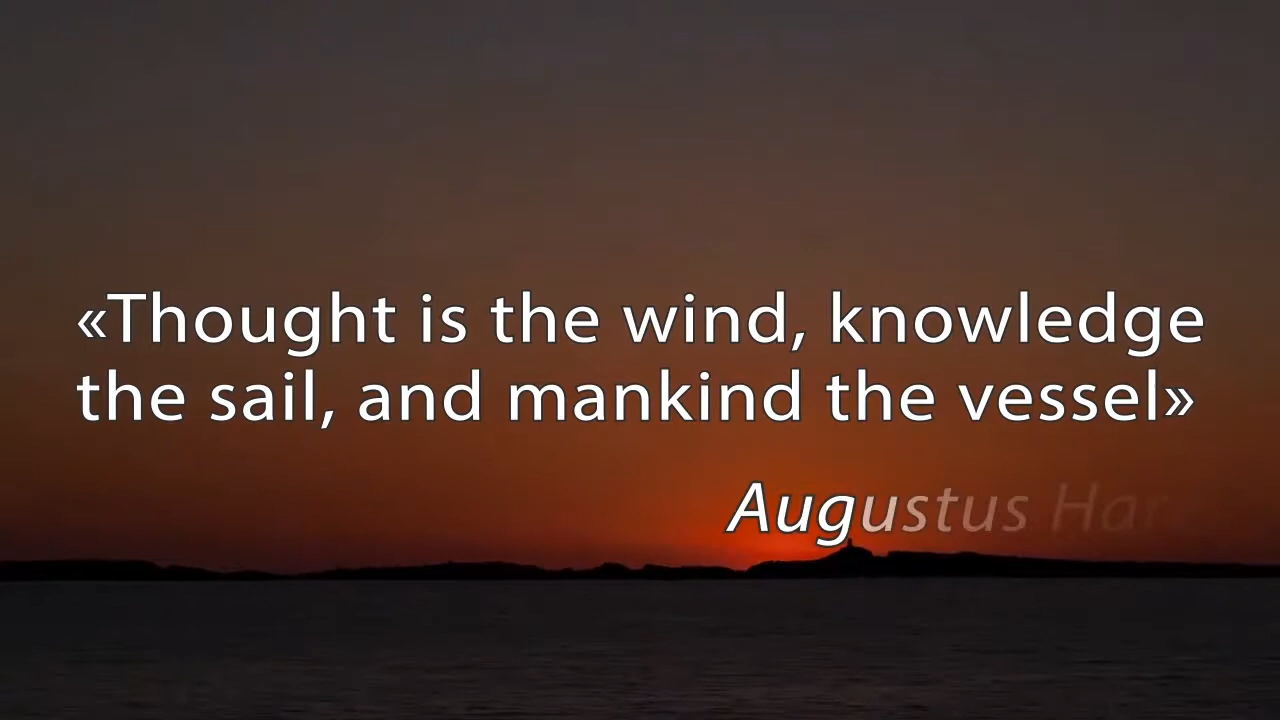 «Thought is the wind, knowledge
the sail, and mankind the vessel»
Augustus